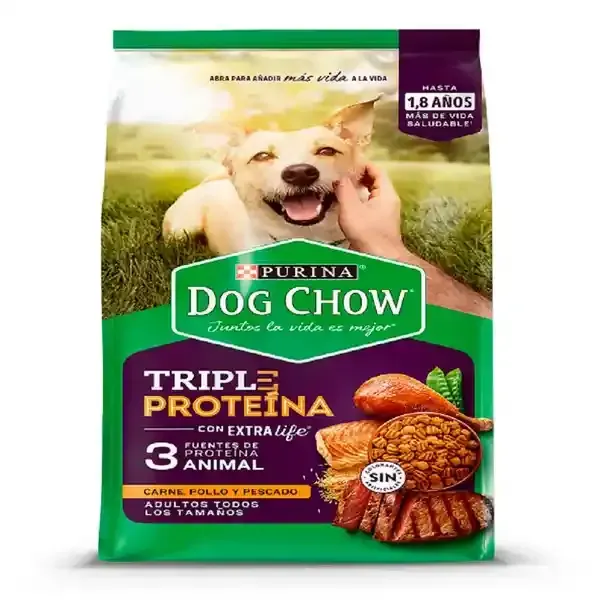 ABRA PARA AÑADIR más vida A LA VIDA
HASTA
1,8 AÑOS
MÁS DE VIDA
SALUDABLE*
PURINA®
DOG CHOW®
Juntos la vida es mejor®
TRIPLE
PROTEÍNA
CON EXTRA life®
3 FUENTES DE
PROTEÍNA
ANIMAL
CARNE, POLLO Y PESCADO
ADULTOS TODOS
LOS TAMAÑOS
SIN
COLORANTES
ARTIFICIALES